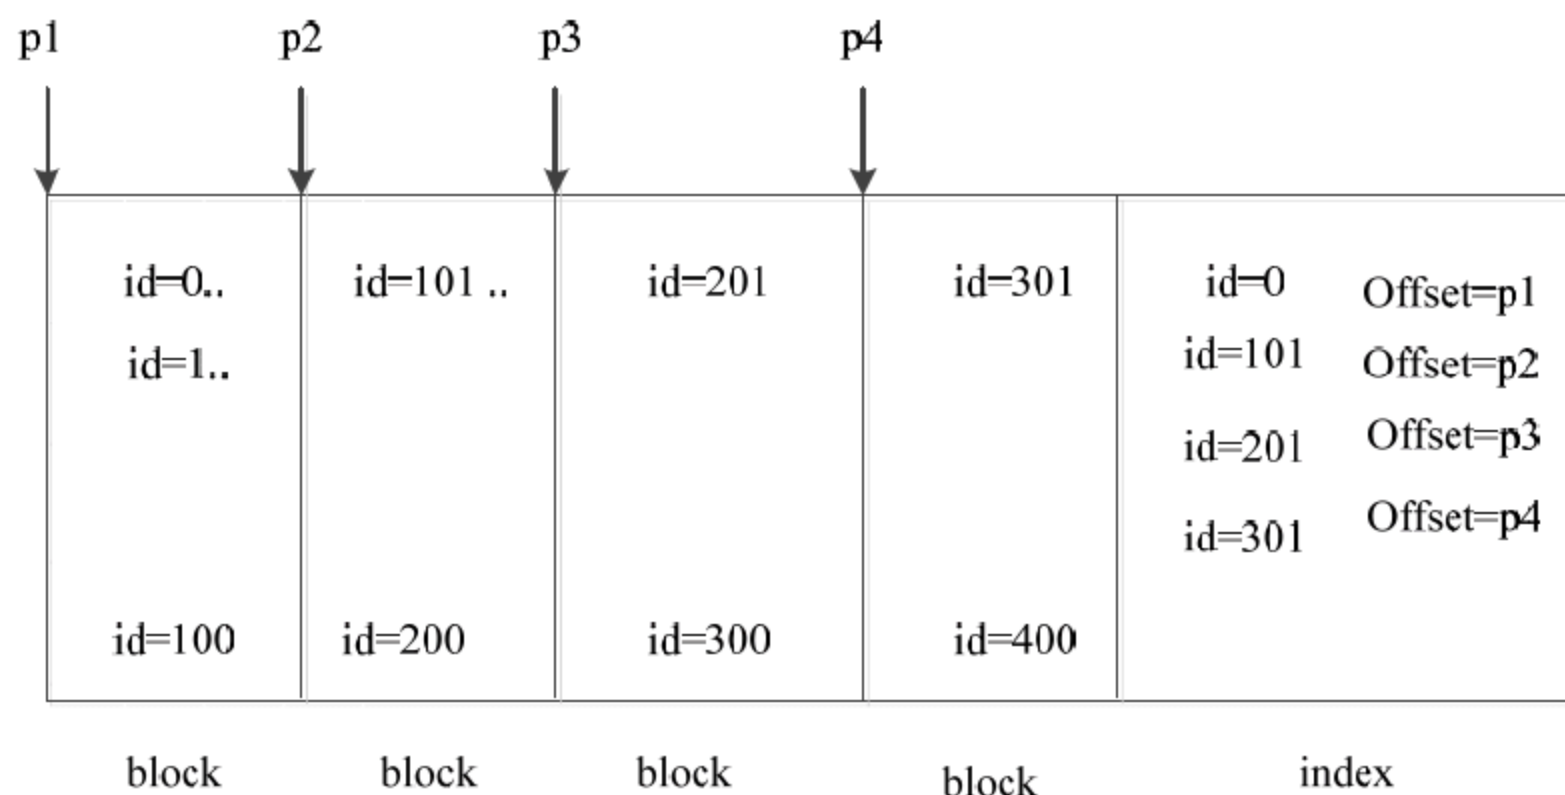 p1 p2 p3 p4
id=0.. id=101 .. id=201 id=301 id=0 Offset=p1
id=1.. id=101 Offset=p2
id=201 Offset=p3
id=301 Offset=p4
id=100 id=200 id=300 id=400
block block block block index